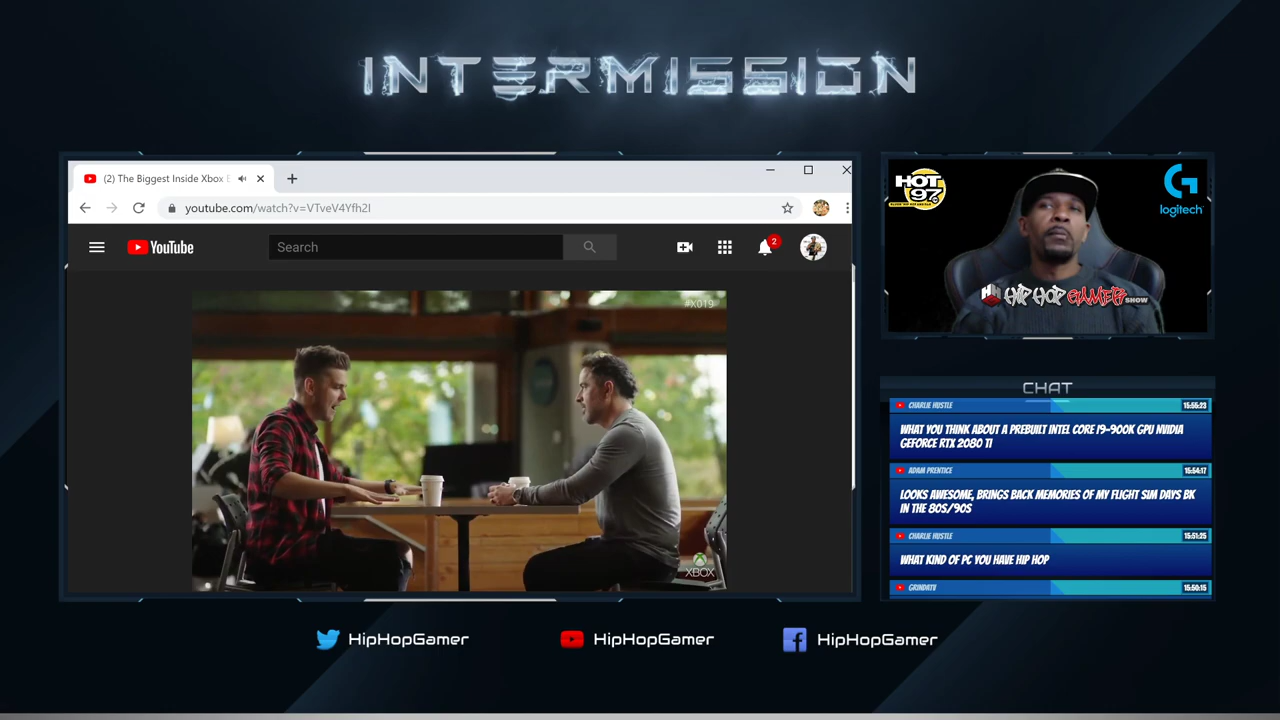 INTERMISSION
(2) The Biggest Inside Xbox E
youtube.com/watch?v=VTveV4Yfh2I
YouTube
Search
2
#XO19
XBOX
HOT
97
logitech
HIP HOP GAMER SHOW
CHAT
CHARLIE HUSTLE
15:55:23
WHAT YOU THINK ABOUT A PREBUILT INTEL CORE I9-900K GPU NVIDIA
GEFORCE RTX 2080 TI
ADAM PRENTICE
15:54:17
LOOKS AWESOME, BRINGS BACK MEMORIES OF MY FLIGHT SIM DAYS BK
IN THE 80S/90S
CHARLIE HUSTLE
15:51:25
WHAT KIND OF PC YOU HAVE HIP HOP
GRINDATV
15:50:15
HipHopGamer
HipHopGamer
HipHopGamer